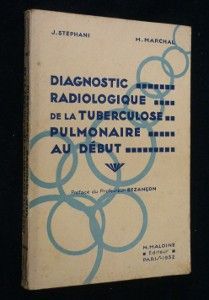 J. STEPHANI
M. MARCHAL
DIAGNOSTIC
RADIOLOGIQUE
DE LA TUBERCULOSE
PULMONAIRE
AU DÉBUT
Préface du Professeur BEZANÇON
N. MALOINE
Éditeur
PARIS-1932